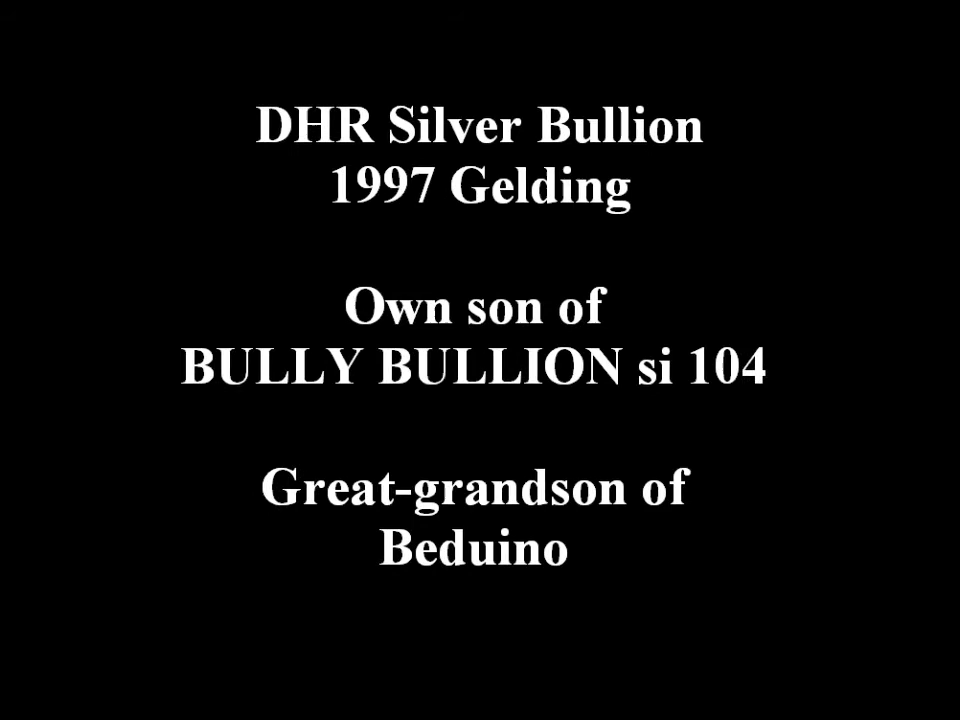 DHR Silver Bullion
1997 Gelding
Own son of
BULLY BULLION si 104
Great-grandson of
Beduino